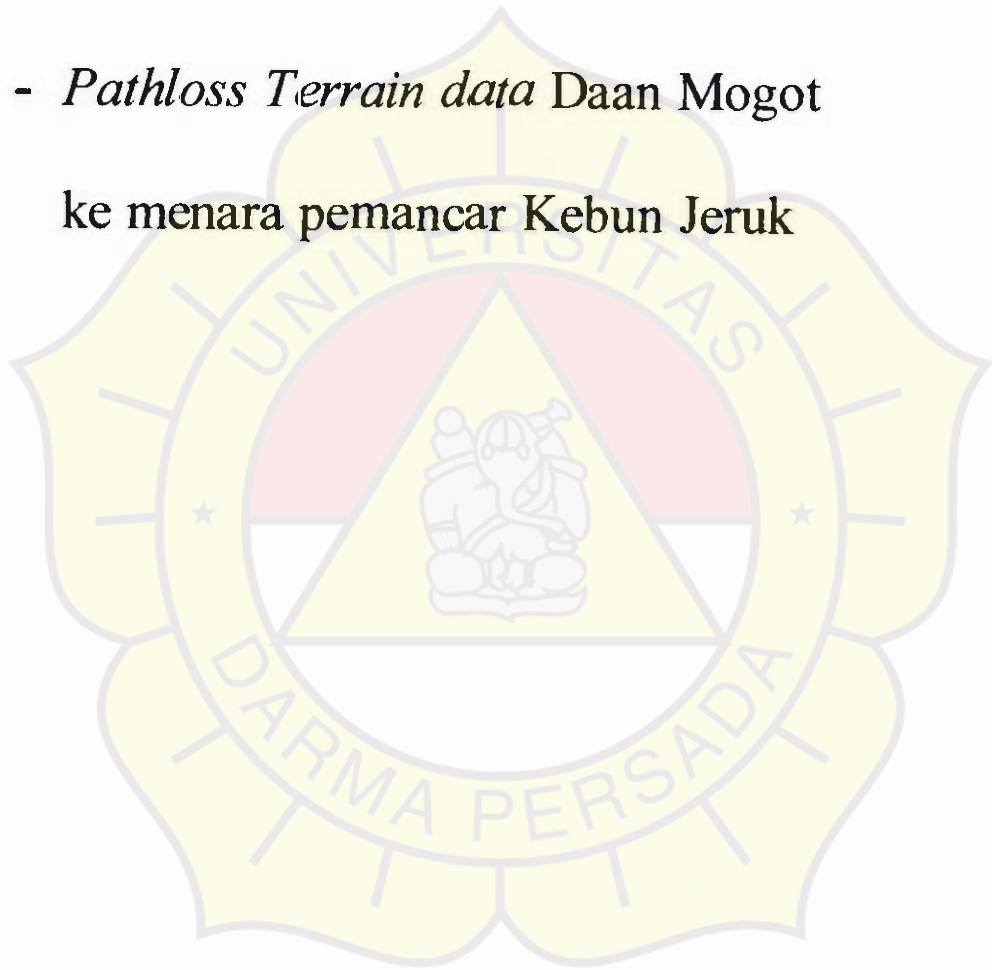 - Pathloss Terrain data Daan Mogot
ke menara pemancar Kebun Jeruk
UNIVERSITAS
DARMA PERSADA